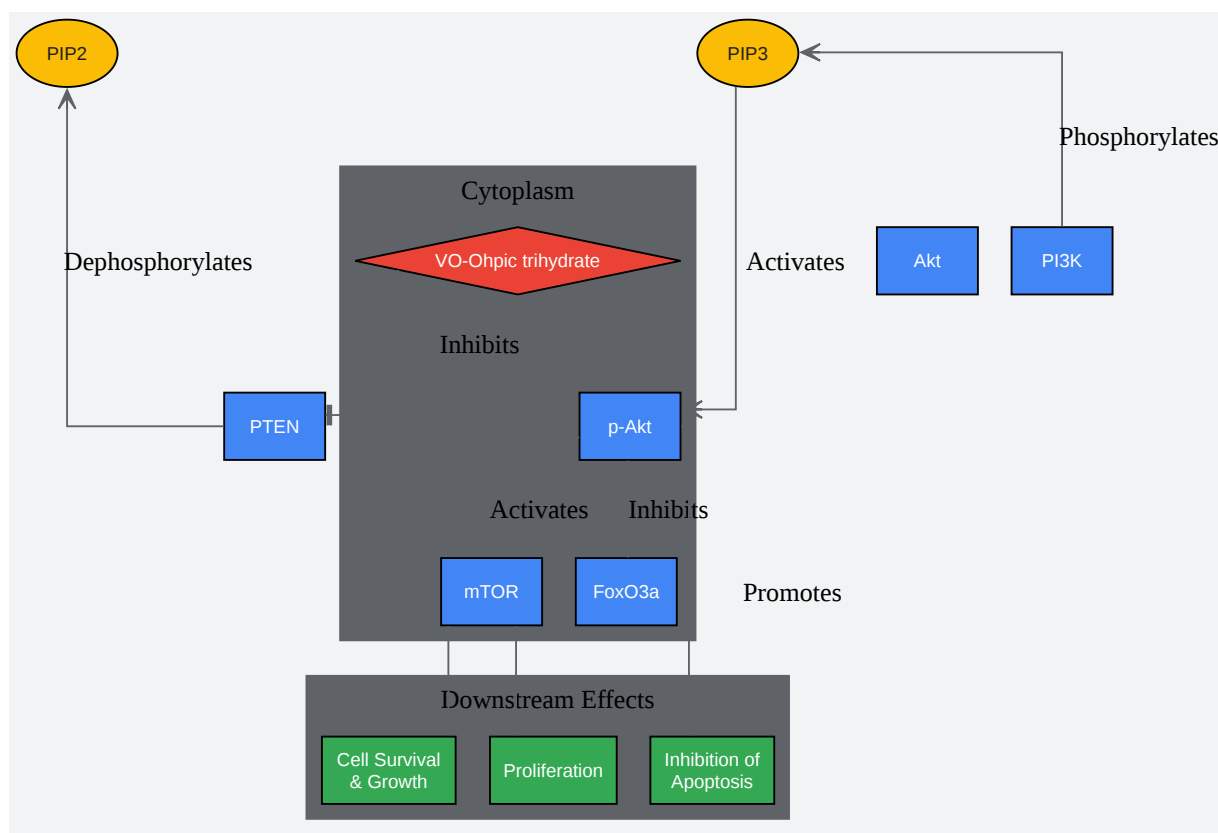 PIP2
PIP3
Phosphorylates
Cytoplasm
VO-Ohpic trihydrate
Dephosphorylates
Activates
Akt
PI3K
Inhibits
PTEN
p-Akt
Activates
Inhibits
mTOR
FoxO3a
Promotes
Downstream Effects
Cell Survival
& Growth
Proliferation
Inhibition of
Apoptosis